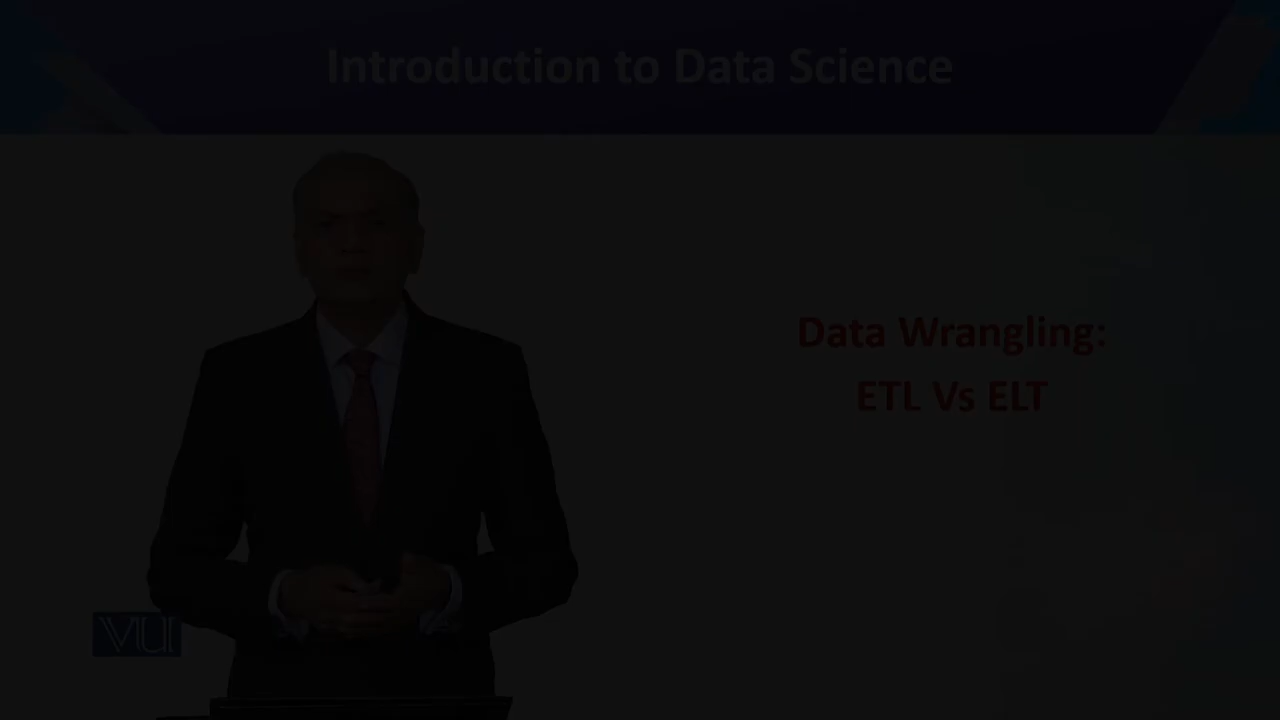 Introduction to Data Science
Data Wrangling:
ETL Vs ELT
VU